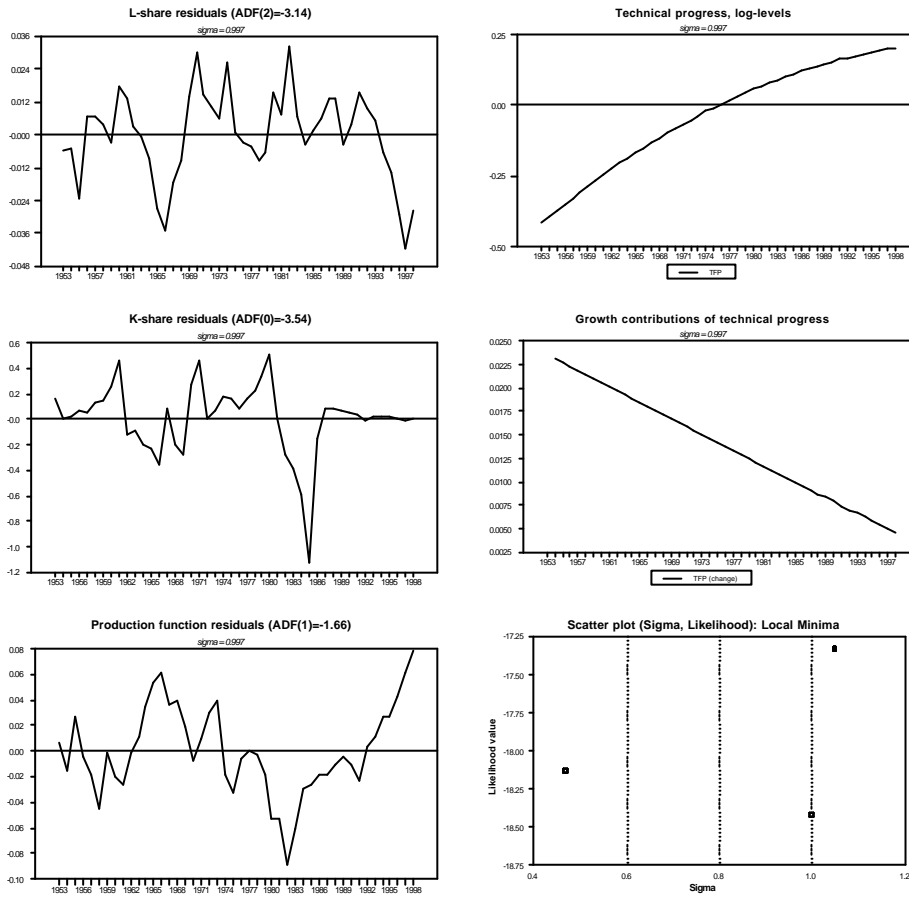 L-share residuals (ADF(2)=-3.14)
sigma = 0.997
0.036
0.024
0.012
-0.000
-0.012
-0.024
-0.036
-0.048
1953 1957 1961 1965 1969 1973 1977 1981 1985 1989 1993 1997
Technical progress, log-levels
sigma = 0.997
0.25
0.00
-0.25
-0.50
1953 1956 1959 1962 1965 1968 1971 1974 1977 1980 1983 1986 1989 1992 1995 1998
TFP
K-share residuals (ADF(0)=-3.54)
sigma = 0.997
0.6
0.4
0.2
-0.0
-0.2
-0.4
-0.6
-0.8
-1.0
-1.2
1953 1956 1959 1962 1965 1968 1971 1974 1977 1980 1983 1986 1989 1992 1995 1998
Growth contributions of technical progress
sigma = 0.997
0.0250
0.0225
0.0200
0.0175
0.0150
0.0125
0.0100
0.0075
0.0050
0.0025
1953 1957 1961 1965 1969 1973 1977 1981 1985 1989 1993 1997
TFP (change)
Production function residuals (ADF(1)=-1.66)
sigma = 0.997
0.08
0.06
0.04
0.02
0.00
-0.02
-0.04
-0.06
-0.08
-0.10
1953 1956 1959 1962 1965 1968 1971 1974 1977 1980 1983 1986 1989 1992 1995 1998
Scatter plot (Sigma, Likelihood): Local Minima
Likelihood value
-17.25
-17.50
-17.75
-18.00
-18.25
-18.50
-18.75
0.4 0.6 0.8 1.0 1.2
Sigma